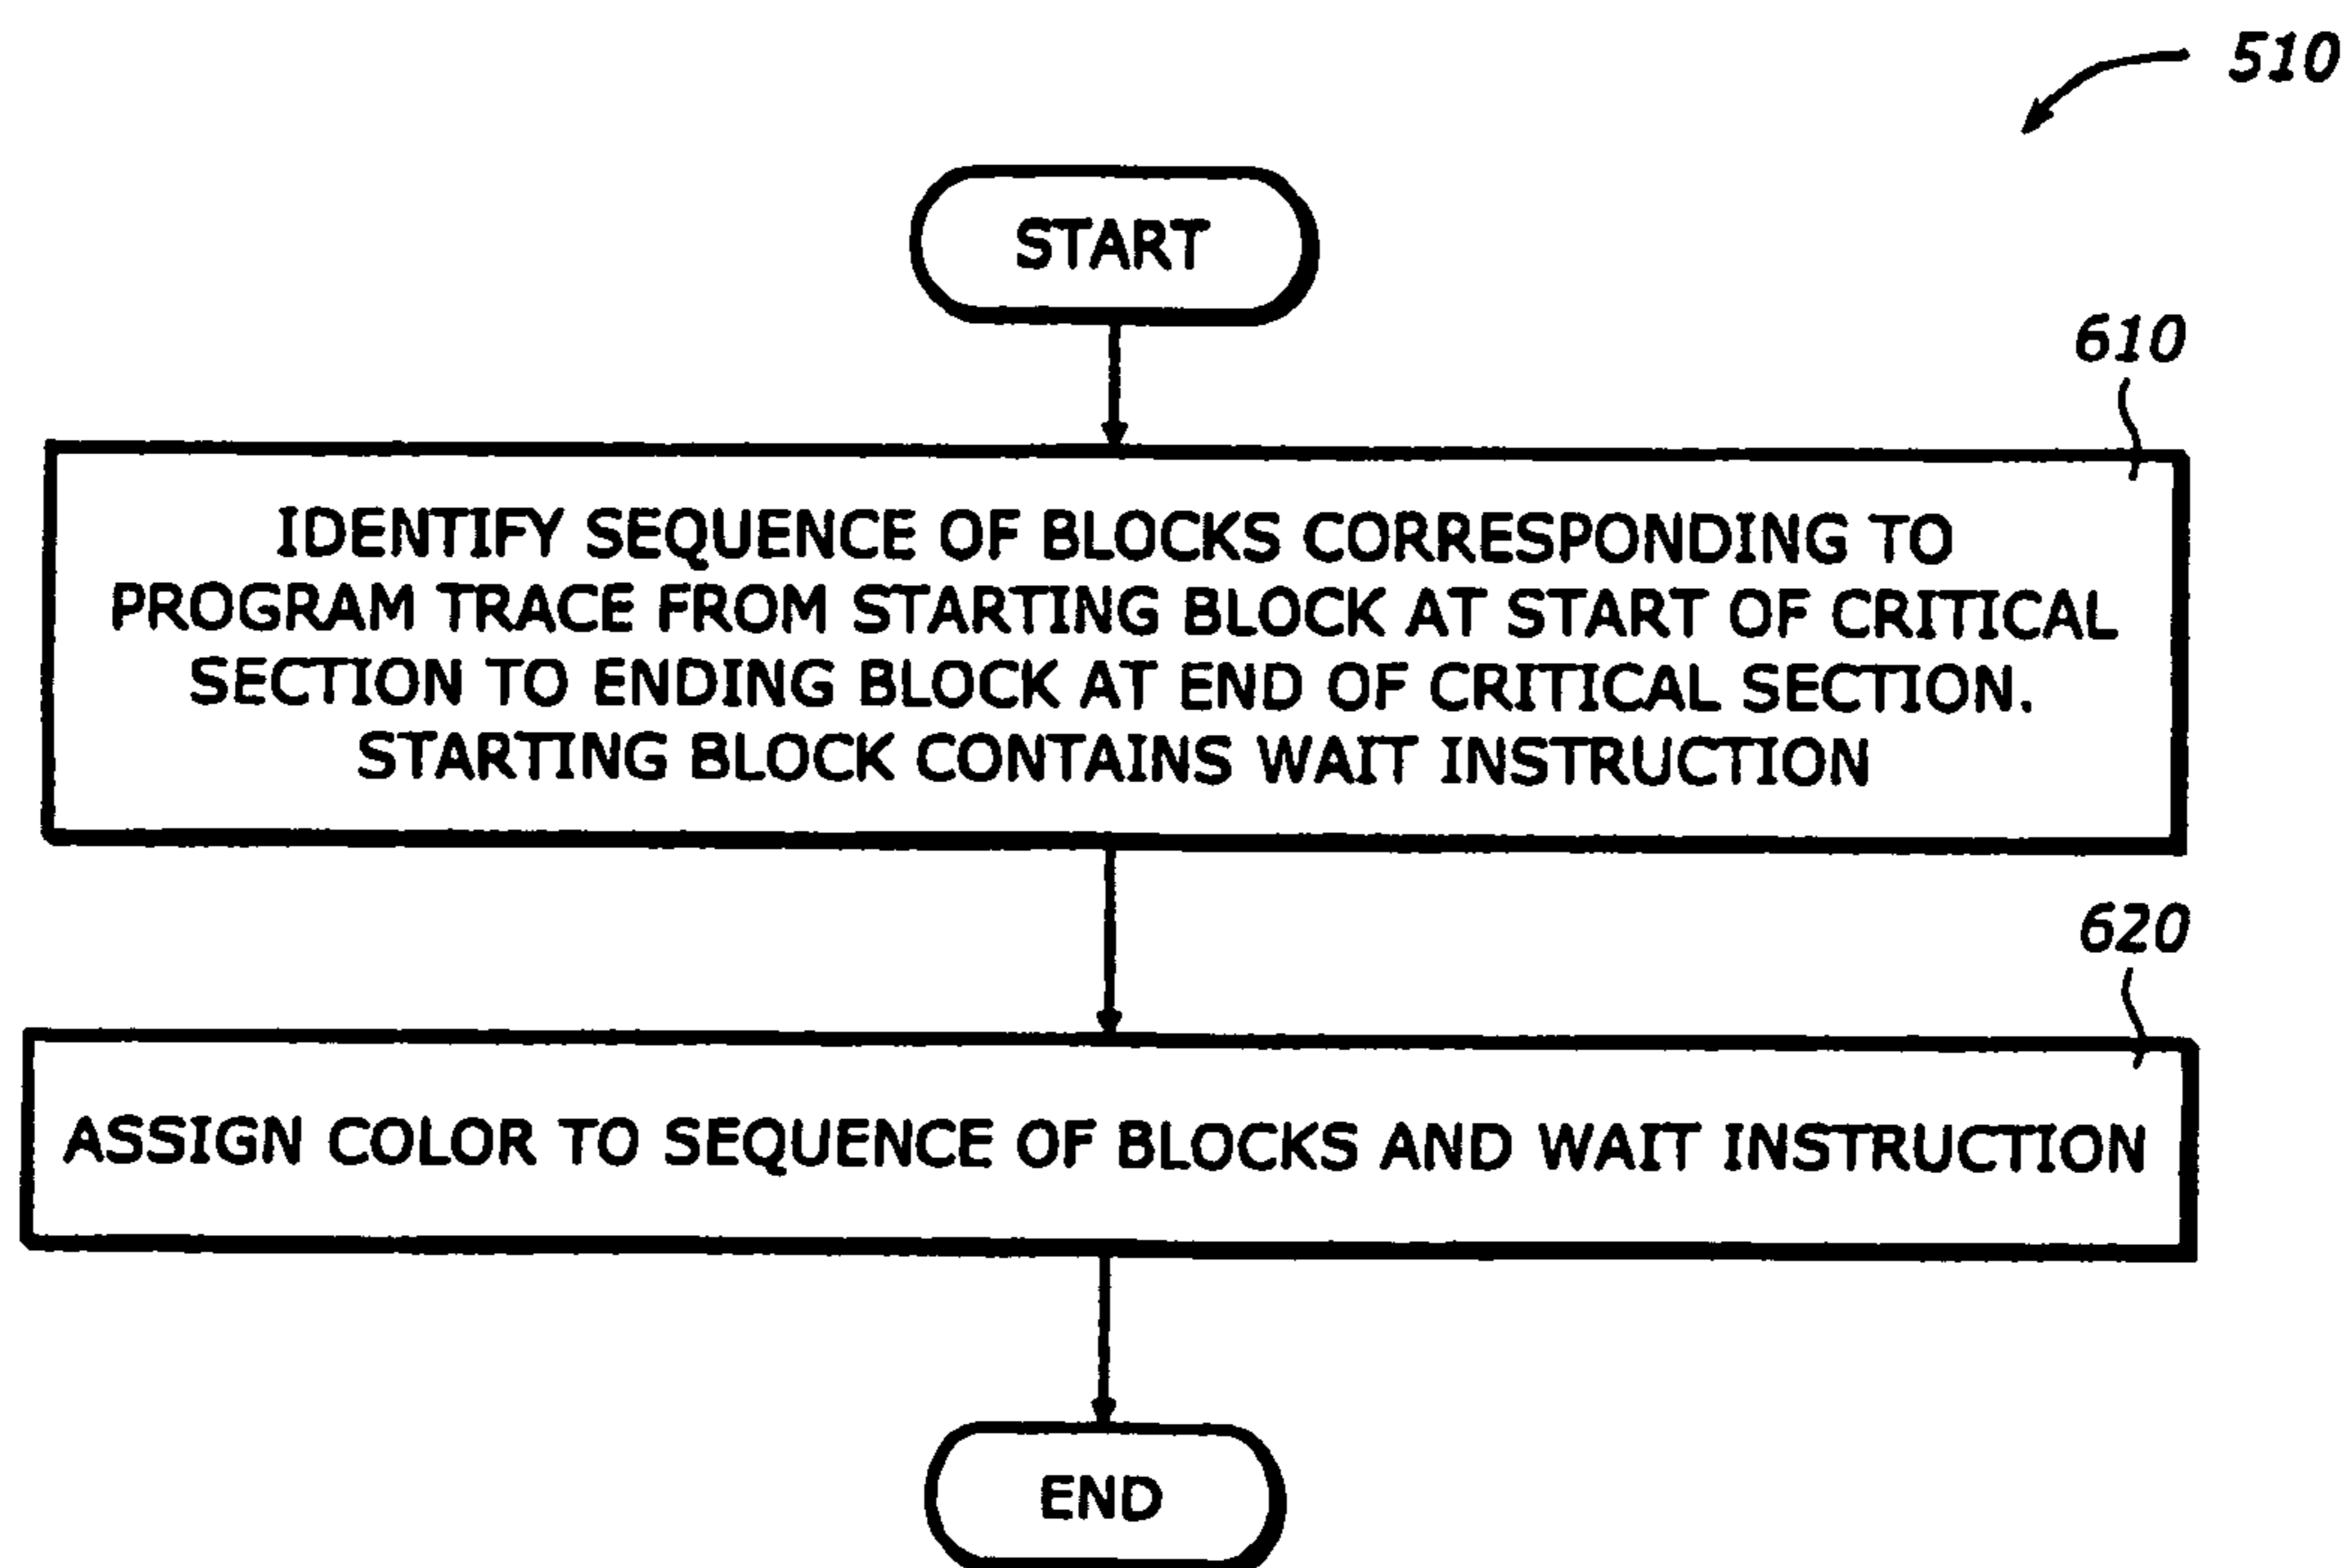 510
START
610
IDENTIFY SEQUENCE OF BLOCKS CORRESPONDING TO
PROGRAM TRACE FROM STARTING BLOCK AT START OF CRITICAL
SECTION TO ENDING BLOCK AT END OF CRITICAL SECTION.
STARTING BLOCK CONTAINS WAIT INSTRUCTION
620
ASSIGN COLOR TO SEQUENCE OF BLOCKS AND WAIT INSTRUCTION
END